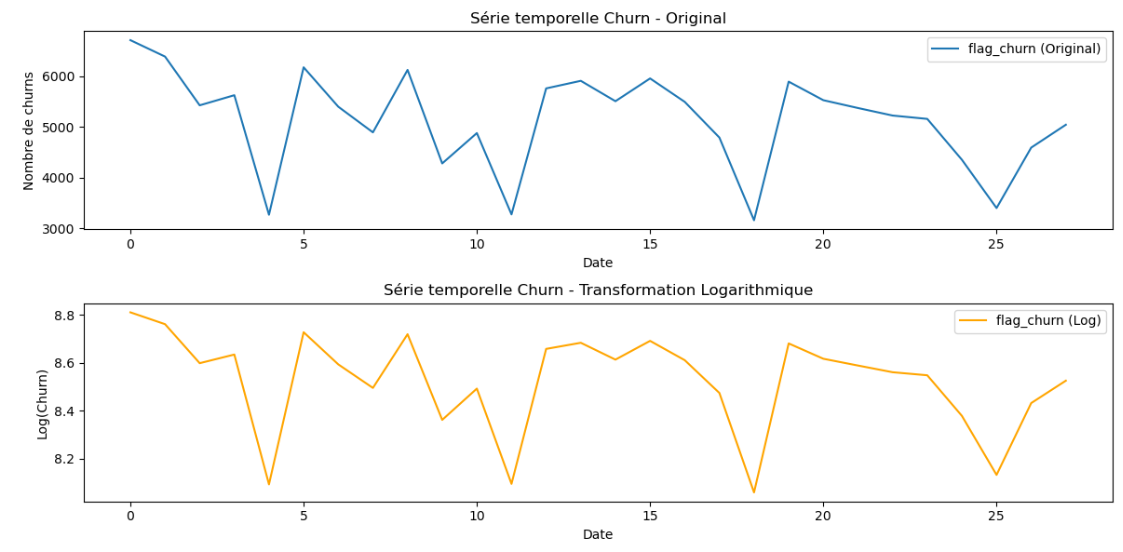 Série temporelle Churn - Original
flag_churn (Original)
Nombre de churns
6000
5000
4000
3000
0 5 10 15 20 25
Date
Série temporelle Churn - Transformation Logarithmique
flag_churn (Log)
Log(Churn)
8.8
8.6
8.4
8.2
0 5 10 15 20 25
Date